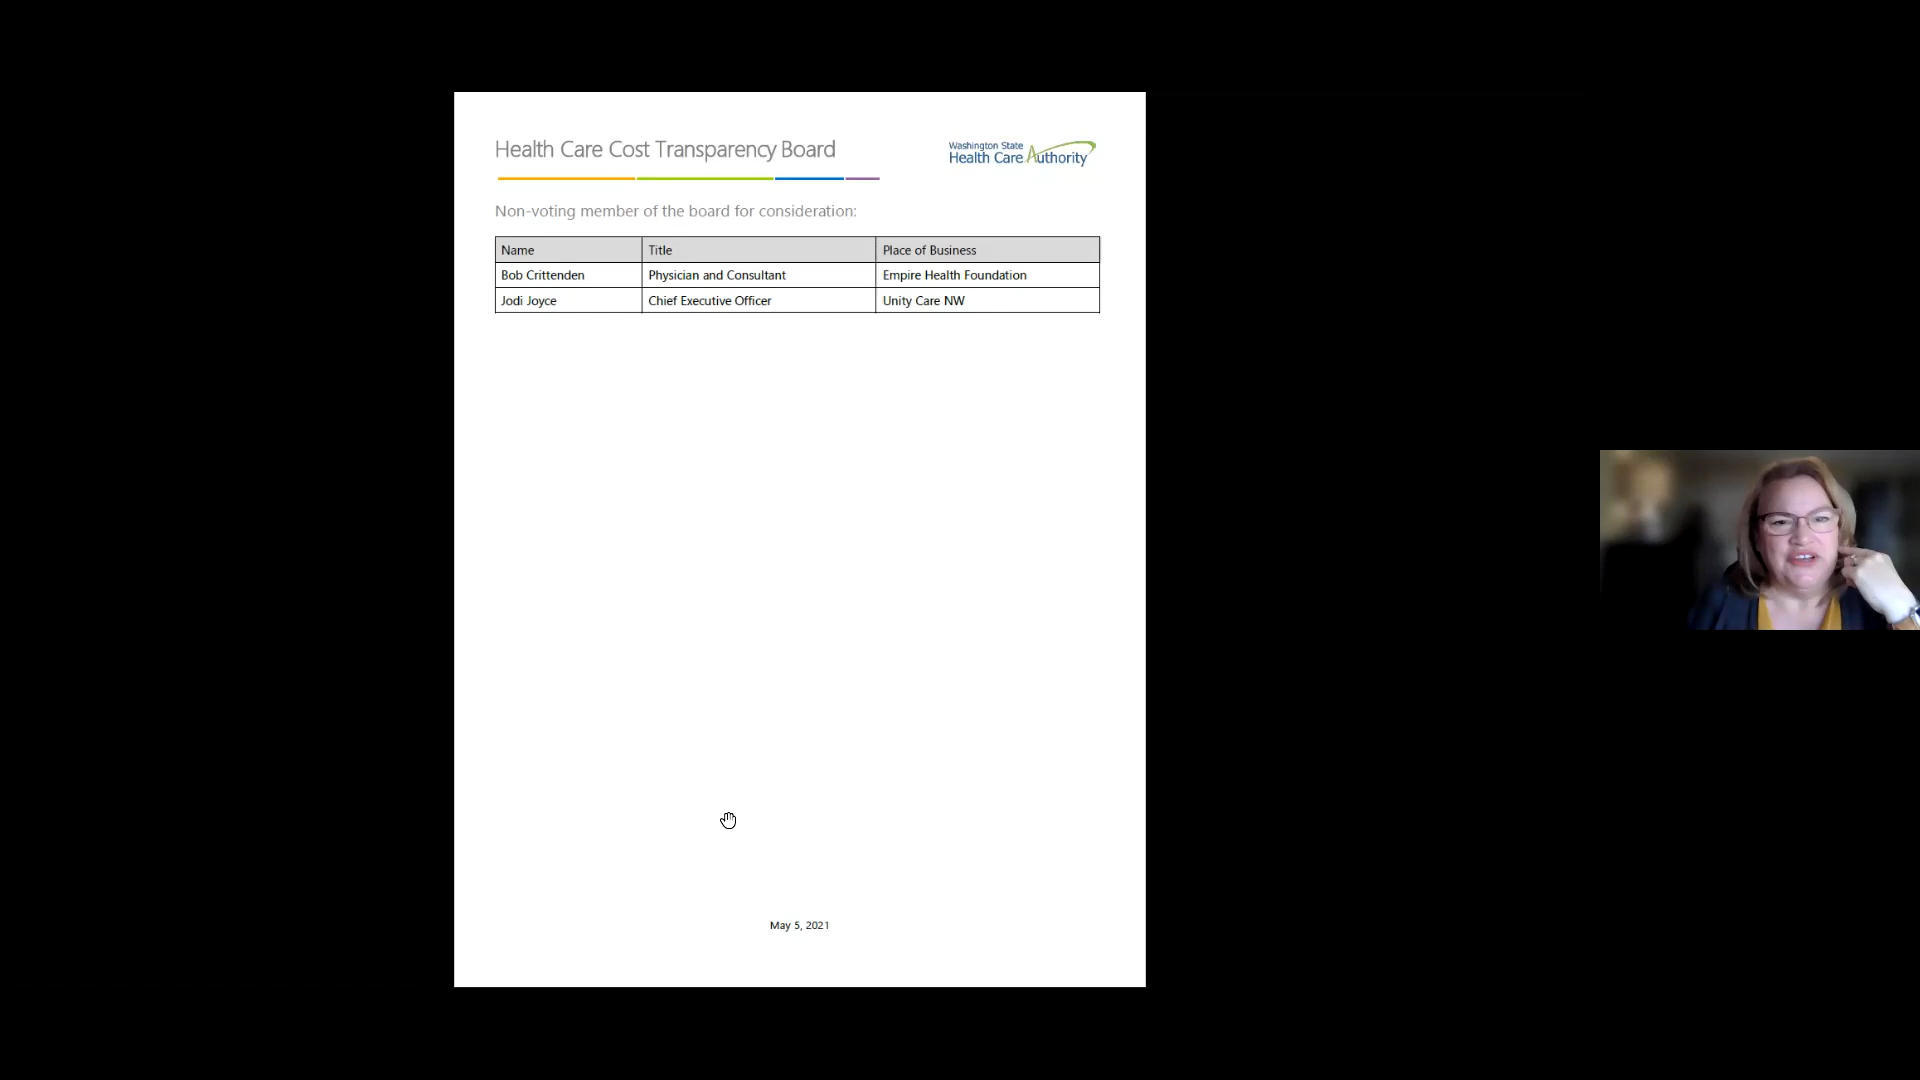 Health Care Cost Transparency Board
Washington State
Health Care Authority
Non-voting member of the board for consideration:
Name Title Place of Business
Bob Crittenden Physician and Consultant Empire Health Foundation
Jodi Joyce Chief Executive Officer Unity Care NW
May 5, 2021